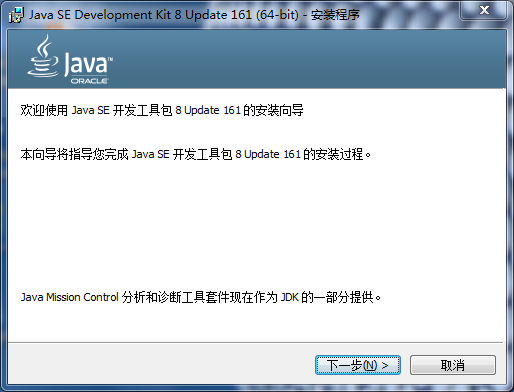 Java SE Development Kit 8 Update 161 (64-bit) - 安装程序
Java™
ORACLE
欢迎使用 Java SE 开发工具包 8 Update 161 的安装向导
本向导将指导您完成 Java SE 开发工具包 8 Update 161 的安装过程。
Java Mission Control 分析和诊断工具套件现在作为 JDK 的一部分提供。
下一步(N) > 取消